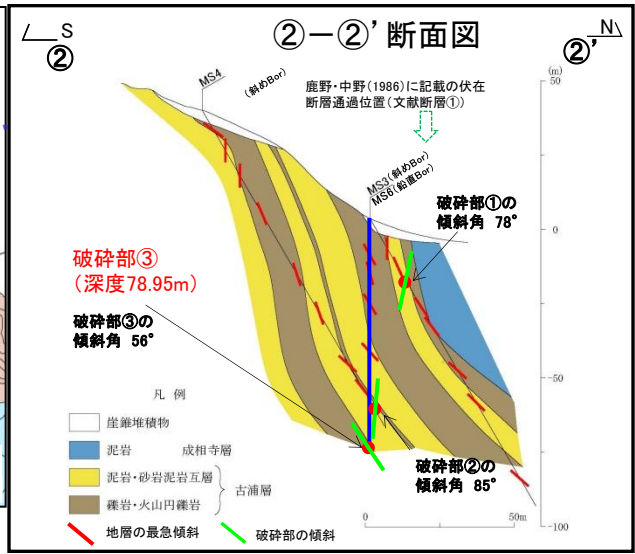 S
②
②－②’断面図
N
②’
MS4
(斜めBor)
鹿野・中野(1986)に記載の伏在
断層通過位置(文献断層①)
(m)
50
MS3(斜めBor)
MS6(鉛直Bor)
破砕部①の
傾斜角 78°
0
破砕部③
(深度78.95m)
破砕部③の
傾斜角 56°
-50
凡 例
崖錐堆積物
泥岩 成相寺層
泥岩・砂岩泥岩互層
礫岩・火山円礫岩
古浦層
地層の最急傾斜
破砕部の傾斜
破砕部②の
傾斜角 85°
0 50m
-100